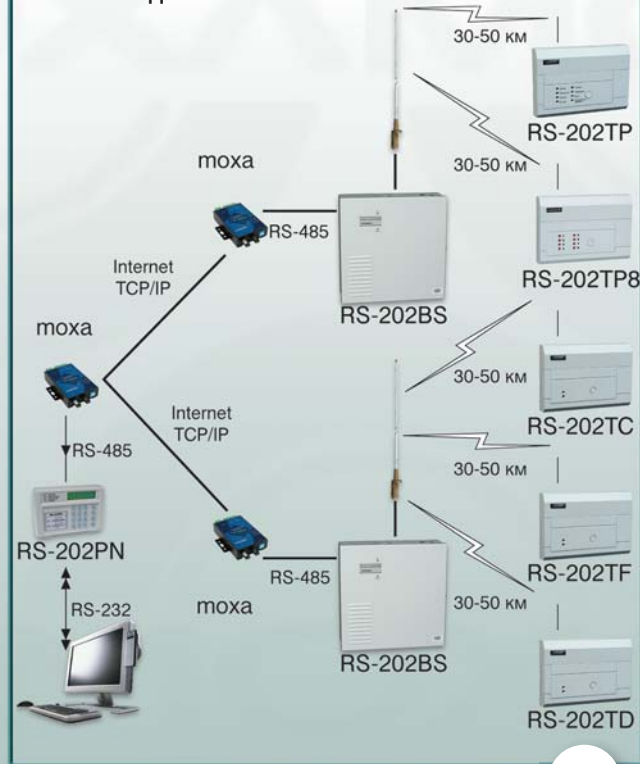 30-50 км
RS-202TP
moxa
30-50 км
RS-485
Internet
TCP/IP
RS-202TP8
RS-202BS
moxa
30-50 км
RS-202TC
Internet
TCP/IP
RS-485
30-50 км
RS-202PN
RS-202TF
RS-485
RS-232
moxa
30-50 км
RS-202BS
RS-202TD